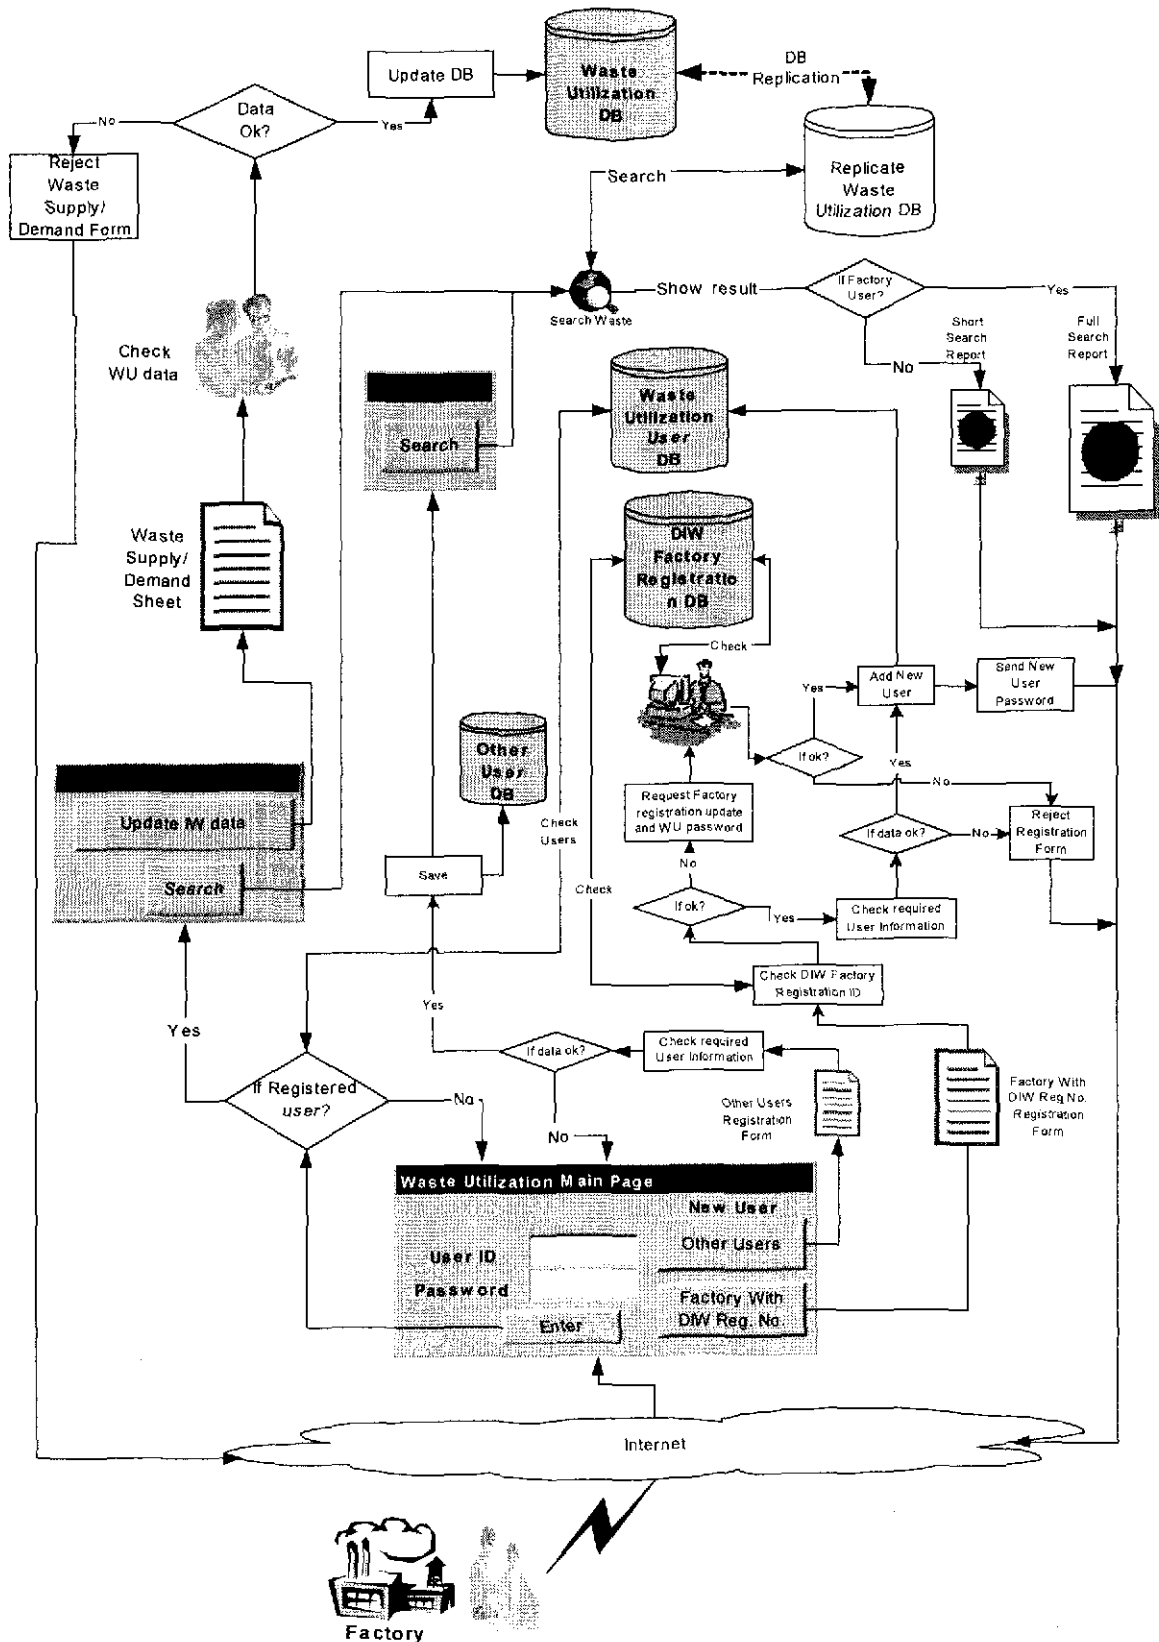 Update DB
Waste
Utilization
DB
DB
Replication
Data
Ok?
No
Yes
Reject
Waste
Supply/
Demand Form
Search
Replicate
Waste
Utilization DB
Search Waste
Show result
If Factory
User?
Yes
No
Short
Search
Report
Full
Search
Report
Check
WU data
Search
Waste
Utilization
User
DB
DIW
Factory
Registratio
n DB
Check
Waste
Supply/
Demand
Sheet
Add New
User
Send New
User
Password
Yes
If ok?
Yes
No
Other
User
DB
Request Factory
registration update
and WU password
Reject
Registration
Form
If data ok?
No
Update IW data
Search
Check
Users
Save
No
Check
If ok?
Yes
Check required
User Information
Check DIW Factory
Registration ID
Yes
Yes
If data ok?
Check required
User Information
If Registered
user?
No
No
Other Users
Registration
Form
Factory With
DIW Reg No.
Registration
Form
Waste Utilization Main Page
New User
User ID
Other Users
Password
Factory With
DIW Reg. No.
Enter
Internet
Factory